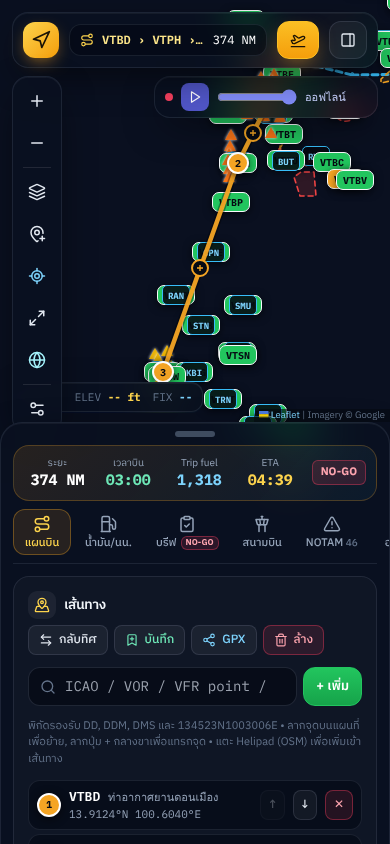 VTBD › VTPH ›… 374 NM
ออฟไลน์
VTBT
BUT
VTBC
VTBV
2
VTBP
RAN
SMU
STN
VTSN
3
KBI
TRN
ELEV -- ft FIX --
Leaflet | Imagery © Google
ระยะ เวลาบิน Trip fuel ETA
374 NM 03:00 1,318 04:39 NO-GO
แผนบิน น้ำมัน/นน. บรีฟ NO-GO สนามบิน NOTAM 46
เส้นทาง
กลับทิศ บันทึก GPX ล้าง
ICAO / VOR / VFR point /
+ เพิ่ม
พิกัดรองรับ DD, DDM, DMS และ 134523N1003006E • ลากจุดบนแผนที่
เพื่อย้าย, ลากปุ่ม + กลางขาเพื่อแทรกจุด • แตะ Helipad (OSM) เพื่อเพิ่มเข้า
เส้นทาง
1 VTBD ท่าอากาศยานดอนเมือง
13.9124°N 100.6040°E